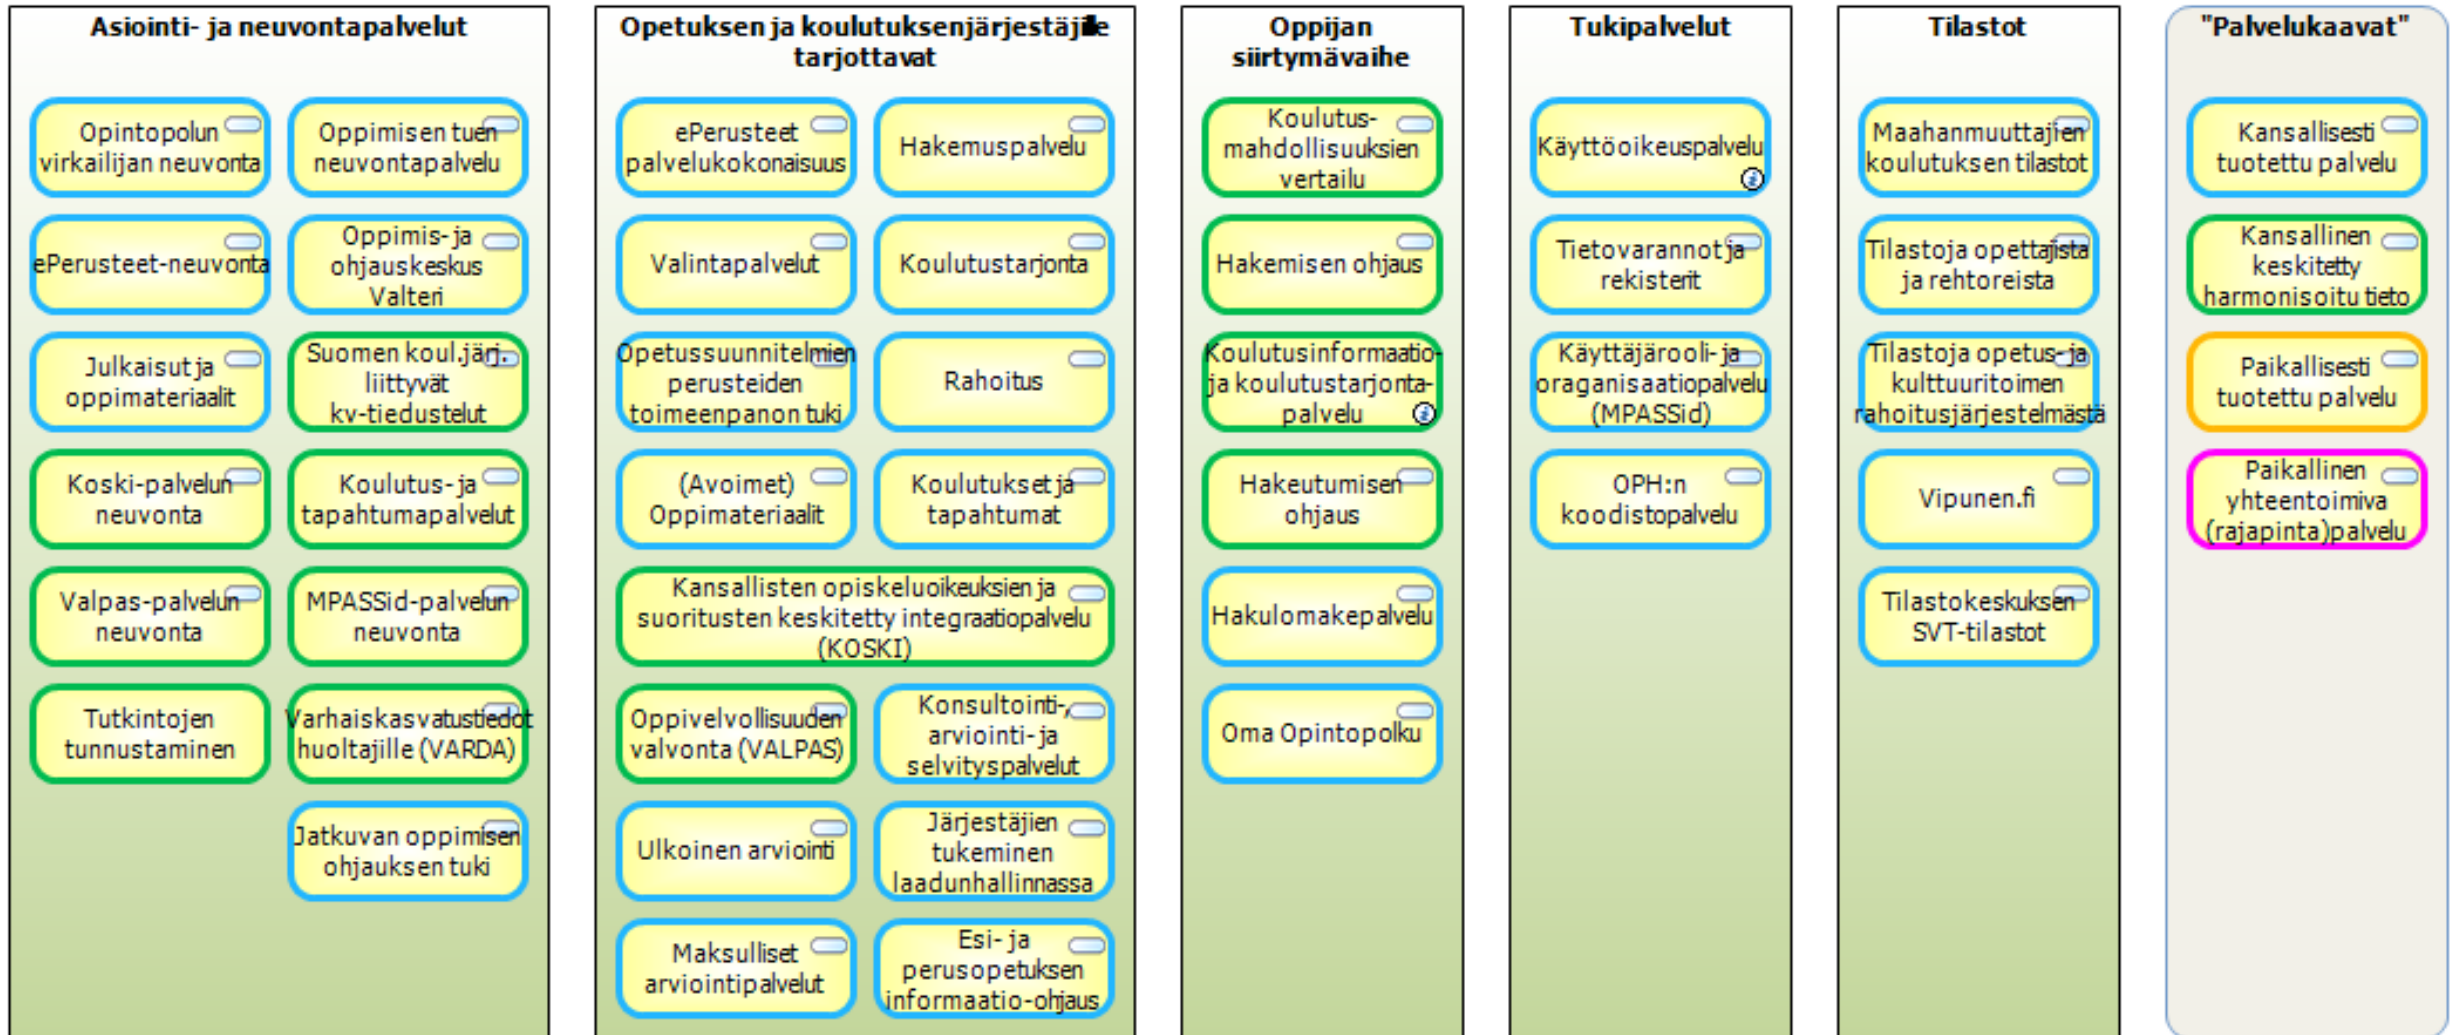 Asiointi- ja neuvontapalvelut
Opintopolun
virkailijan neuvonta
Oppimisen tuen
neuvontapalvelu
ePerusteet-neuvonta
Oppimis- ja
ohjauskeskus
Valteri
Julkaisut ja
oppimateriaalit
Suomen koul.järj.
liittyvät
kv-tiedustelut
Koski-palvelun
neuvonta
Koulutus- ja
tapahtumapalvelut
Valpas-palvelun
neuvonta
MPASSid-palvelun
neuvonta
Tutkintojen
tunnustaminen
Varhaiskasvatustiedot
huoltajille (VARDA)
Jatkuvan oppimisen
ohjauksen tuki
Opetuksen ja koulutuksenjärjestäjille
tarjottavat
ePerusteet
palvelukokonaisuus
Hakemuspalvelu
Valintapalvelut
Koulutustarjonta
Opetussuunnitelmien
perusteiden
toimeenpanon tuki
Rahoitus
(Avoimet)
Oppimateriaalit
Koulutukset ja
tapahtumat
Kansallisten opiskeluoikeuksien ja
suoritusten keskitetty integraatiopalvelu
(KOSKI)
Oppivelvollisuuden
valvonta (VALPAS)
Konsultointi-,
arviointi- ja
selvityspalvelut
Ulkoinen arviointi
Järjestäjien
tukeminen
laadunhallinnassa
Maksulliset
arviointipalvelut
Esi- ja
perusopetuksen
informaatio-ohjaus
Oppijan
siirtymävaihe
Koulutus-
mahdollisuuksien
vertailu
Hakemisen ohjaus
Koulutusinformaatio-
ja koulutustarjonta-
palvelu
Hakeutumisen
ohjaus
Hakulomakepalvelu
Oma Opintopolku
Tukipalvelut
Käyttöoikeuspalvelu
Tietovarannot ja
rekisterit
Käyttäjärooli- ja
oraganisaatiopalvelu
(MPASSid)
OPH:n
koodistopalvelu
Tilastot
Maahanmuuttajien
koulutuksen tilastot
Tilastoja opettajista
ja rehtoreista
Tilastoja opetus- ja
kulttuuritoimen
rahoitusjärjestelmästä
Vipunen.fi
Tilastokeskuksen
SVT-tilastot
"Palvelukaavat"
Kansallisesti
tuotettu palvelu
Kansallinen
keskitetty
harmonisoitu tieto
Paikallisesti
tuotettu palvelu
Paikallinen
yhteentoimiva
(rajapinta)palvelu